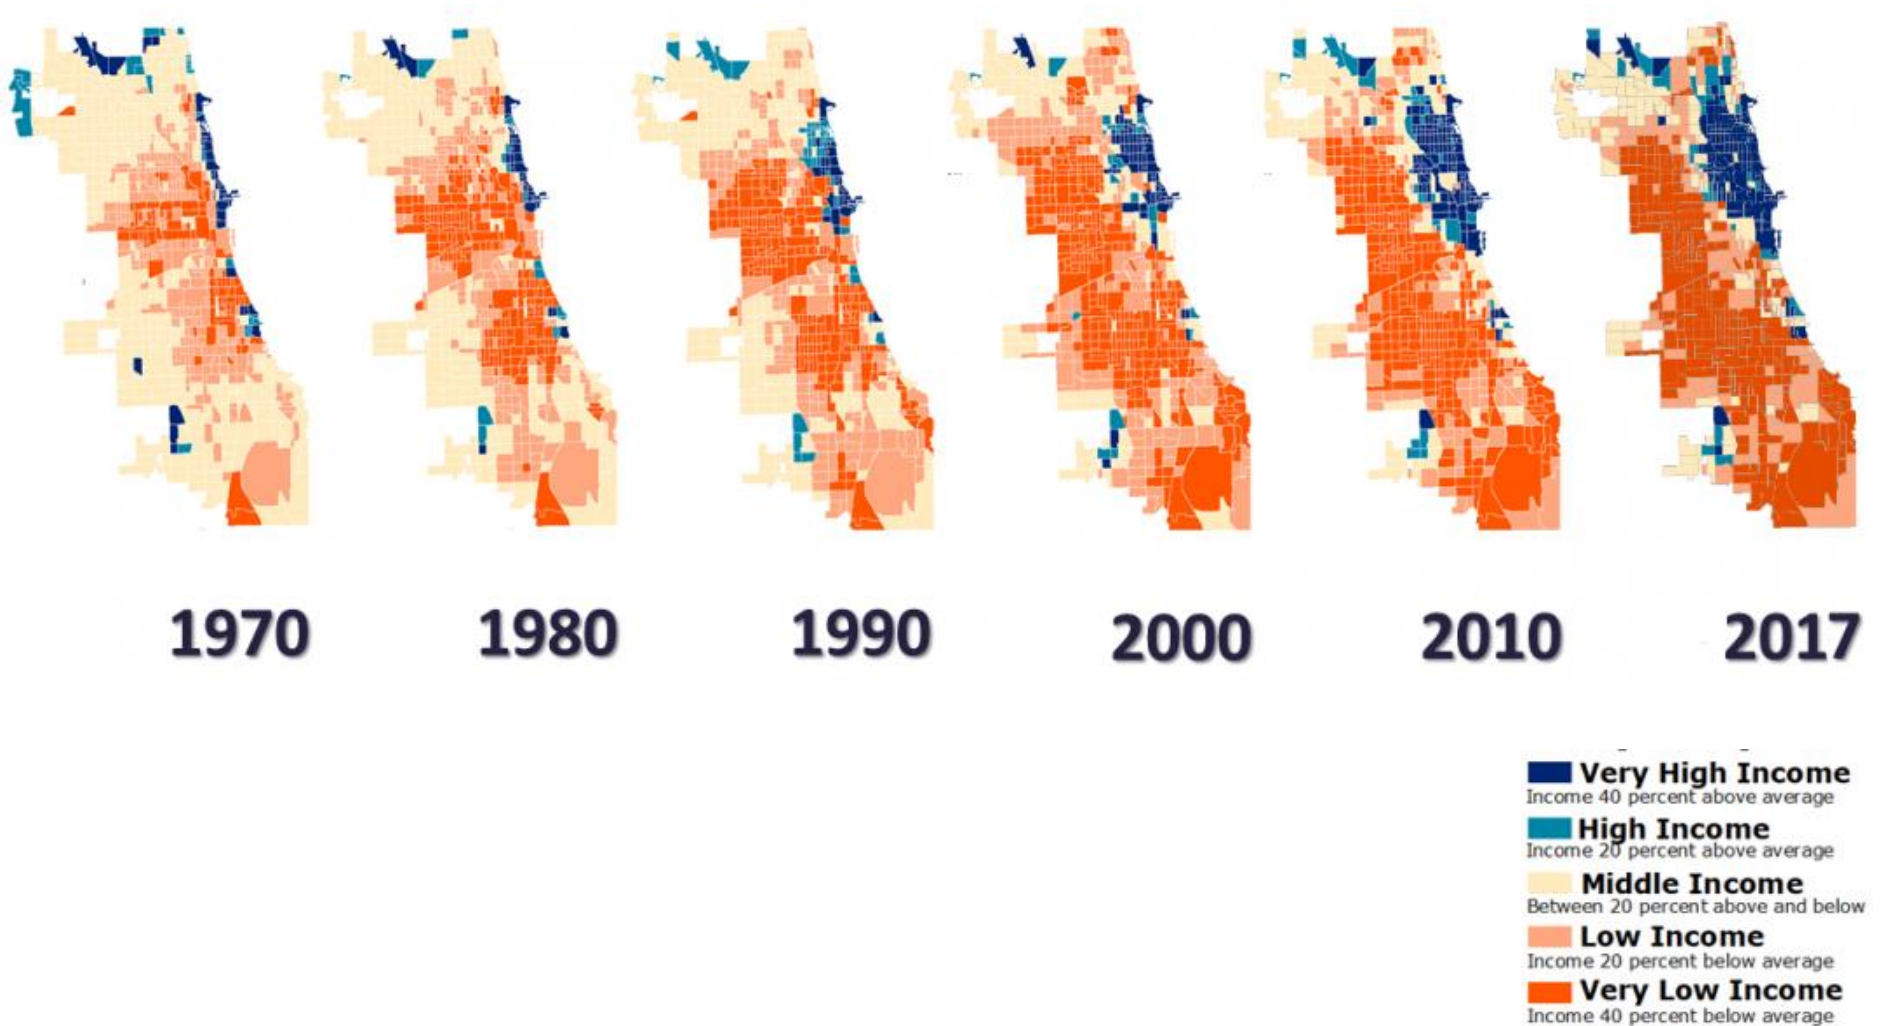 1970
1980
1990
2000
2010
2017
Very High Income
Income 40 percent above average
High Income
Income 20 percent above average
Middle Income
Between 20 percent above and below
Low Income
Income 20 percent below average
Very Low Income
Income 40 percent below average